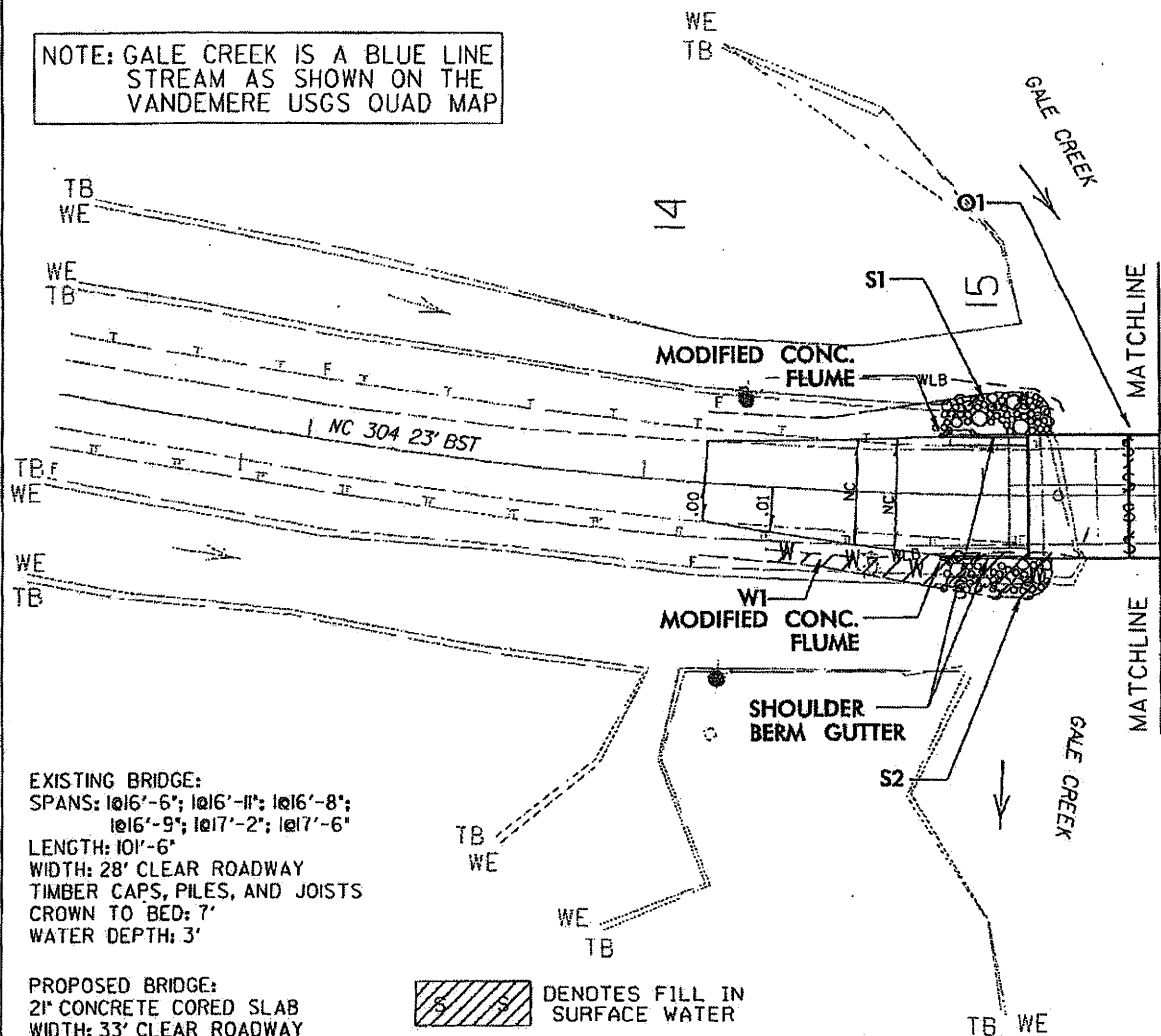 NOTE: GALE CREEK IS A BLUE LINE
STREAM AS SHOWN ON THE
VANDEMERE USGS QUAD MAP
WE
TB
GALE CREEK
TB
WE
14
O1
WE
TB
S1
15
MATCHLINE
MODIFIED CONC.
FLUME
WLB
F
F
NC 304 23' BST
TB F
WE
.00
.01
NC
NC
WE
TB
F
W
W
WLB
W
W1
MODIFIED CONC.
FLUME
MATCHLINE
SHOULDER
BERM GUTTER
S2
GALE CREEK
EXISTING BRIDGE:
SPANS: 1@16'-6"; 1@16'-11"; 1@16'-8";
1@16'-9"; 1@17'-2"; 1@17'-6"
LENGTH: 101'-6"
WIDTH: 28' CLEAR ROADWAY
TIMBER CAPS, PILES, AND JOISTS
CROWN TO BED: 7'
WATER DEPTH: 3'
TB
WE
WE
TB
PROPOSED BRIDGE:
21" CONCRETE CORED SLAB
WIDTH: 33' CLEAR ROADWAY
S S
DENOTES FILL IN
SURFACE WATER
TB WE